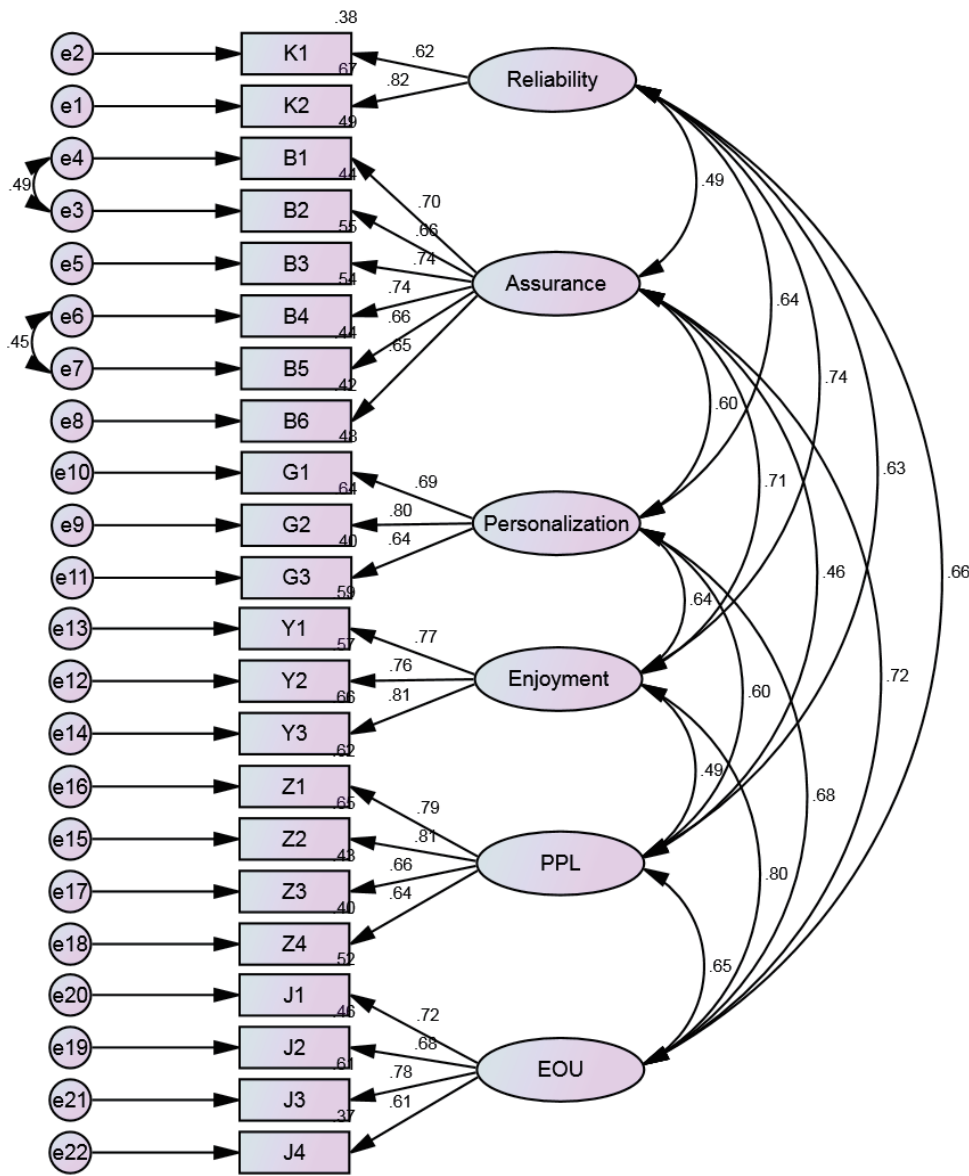 .38
e2 K1 .62 Reliability
.67
e1 K2 .82
.49
e4 B1
.49 .44 .49
e3 B2 .70
.55 .66
e5 B3 .74 Assurance
.54
e6 B4 .74 .64
.45 .44 .66
e7 B5 .65 .74
.42
e8 B6 .60
.48
e10 G1 .69 .71 .63
.64
e9 G2 .80 Personalization
.40
e11 G3 .64 .46 .66
.59
e13 Y1 .77 .64
.57
e12 Y2 .76 Enjoyment .60 .72
.66
e14 Y3 .81
.62
e16 Z1 .79 .49 .68
.65
e15 Z2 .81
.43
e17 Z3 .66 PPL .80
.40
e18 Z4 .64
.52
e20 J1 .72 .65
.46
e19 J2 .68 EOU
.61
e21 J3 .78
.37
e22 J4 .61